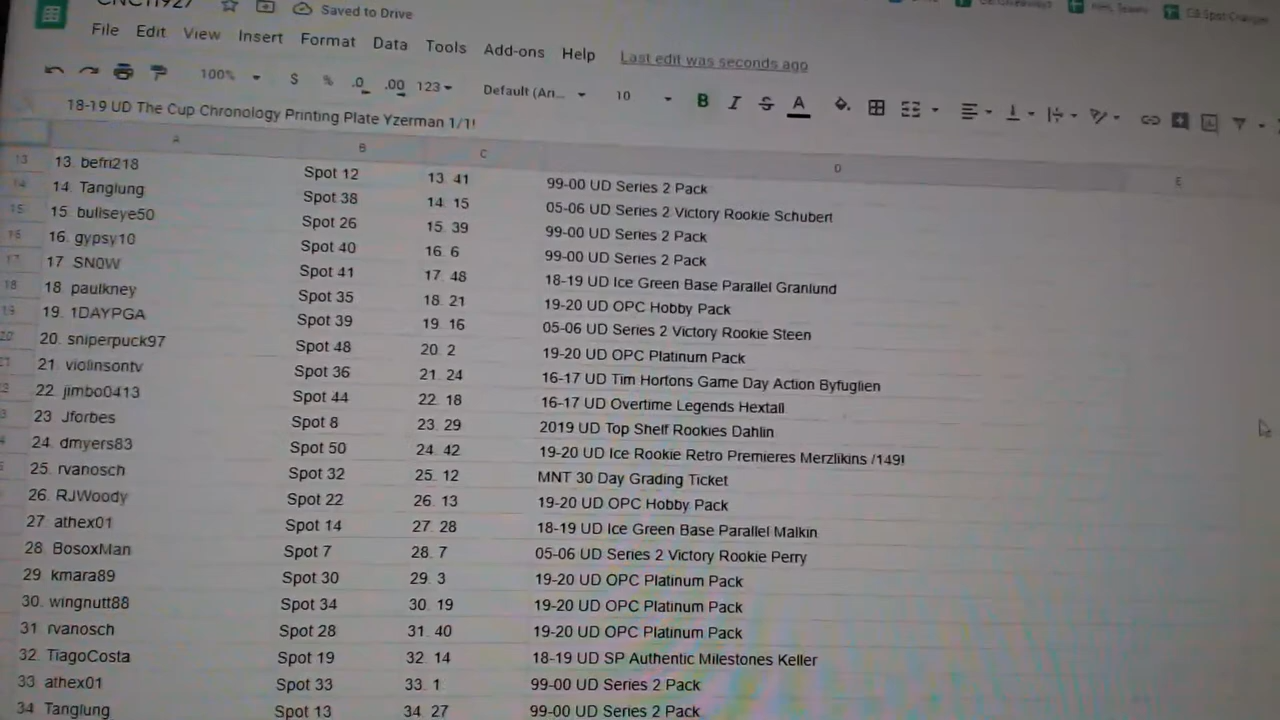 CNCTI1927
Saved to Drive
File Edit View Insert Format Data Tools Add-ons Help Last edit was seconds ago
100% $ % .0 .00 123 Default (An... 10 B I S A
18-19 UD The Cup Chronology Printing Plate Yzerman 1/1!
A B C D E
13 13. befri218 Spot 12 13. 41 99-00 UD Series 2 Pack
14 14. Tanglung Spot 38 14. 15 05-06 UD Series 2 Victory Rookie Schubert
15 15. bullseye50 Spot 26 15. 39 99-00 UD Series 2 Pack
16 16. gypsy10 Spot 40 16. 6 99-00 UD Series 2 Pack
17 17. SN0W Spot 41 17. 48 18-19 UD Ice Green Base Parallel Granlund
18 18. paulkney Spot 35 18. 21 19-20 UD OPC Hobby Pack
19 19. 1DAYPGA Spot 39 19. 16 05-06 UD Series 2 Victory Rookie Steen
20 20. sniperpuck97 Spot 48 20. 2 19-20 UD OPC Platinum Pack
21. violinsontv Spot 36 21. 24 16-17 UD Tim Hortons Game Day Action Byfuglien
22. jimbo0413 Spot 44 22. 18 16-17 UD Overtime Legends Hextall
23. Jforbes Spot 8 23. 29 2019 UD Top Shelf Rookies Dahlin
24. dmyers83 Spot 50 24. 42 19-20 UD Ice Rookie Retro Premieres Merzlikins /149!
25. rvanosch Spot 32 25. 12 MNT 30 Day Grading Ticket
26. RJWoody Spot 22 26. 13 19-20 UD OPC Hobby Pack
27. athex01 Spot 14 27. 28 18-19 UD Ice Green Base Parallel Malkin
28. BosoxMan Spot 7 28. 7 05-06 UD Series 2 Victory Rookie Perry
29. kmara89 Spot 30 29. 3 19-20 UD OPC Platinum Pack
30. wingnutt88 Spot 34 30. 19 19-20 UD OPC Platinum Pack
31. rvanosch Spot 28 31. 40 19-20 UD OPC Platinum Pack
32. TiagoCosta Spot 19 32. 14 18-19 UD SP Authentic Milestones Keller
33. athex01 Spot 33 33. 1 99-00 UD Series 2 Pack
34. Tanglung Spot 13 34. 27 99-00 UD Series 2 Pack